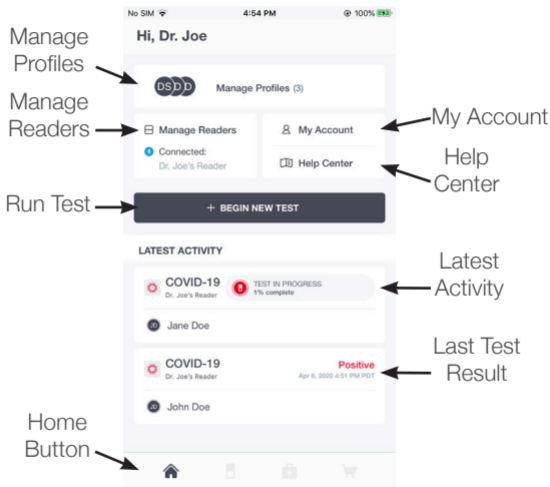 No SIM 4:54 PM 100%
Hi, Dr. Joe
Manage
Profiles
DS D D Manage Profiles (3)
Manage
Readers
Manage Readers
Connected:
Dr. Joe's Reader
My Account
Help Center
My Account
Help
Center
Run Test
+ BEGIN NEW TEST
LATEST ACTIVITY
COVID-19
Dr. Joe's Reader
TEST IN PROGRESS
1% complete
JD Jane Doe
Latest
Activity
COVID-19
Dr. Joe's Reader
Positive
Apr 6, 2020 4:51 PM PDT
JD John Doe
Last Test
Result
Home
Button